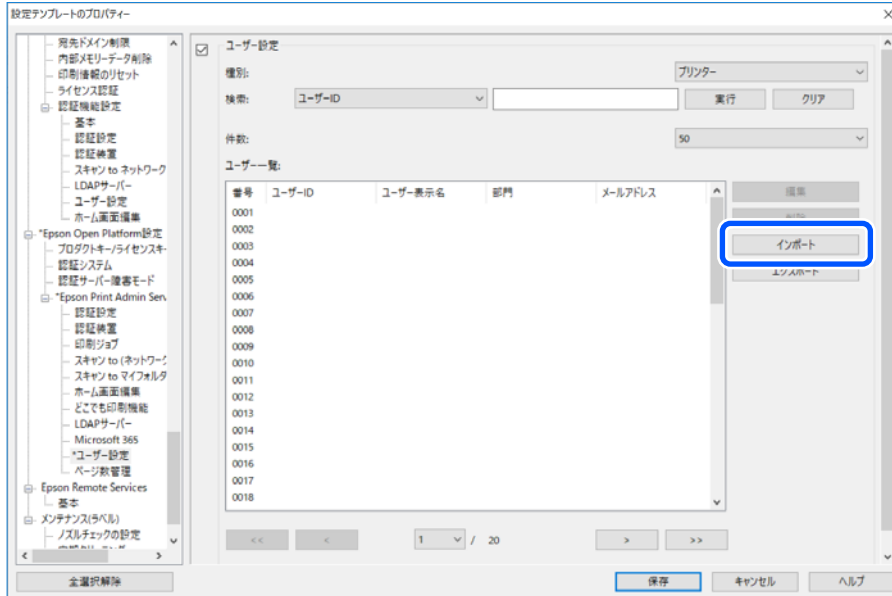 設定テンプレートのプロパティー
宛先ドメイン制限
内部メモリーデータ削除
印刷情報のリセット
ライセンス認証
認証機能設定
基本
認証設定
認証装置
スキャン to ネットワーク
LDAPサーバー
ユーザー設定
ホーム画面編集
*Epson Open Platform設定
プロダクトキー/ライセンスキ-
認証システム
認証サーバー障害モード
*Epson Print Admin Serv
認証設定
認証装置
印刷ジョブ
スキャン to (ネットワーク
スキャン to マイフォルダ
ホーム画面編集
どこでも印刷機能
LDAPサーバー
Microsoft 365
*ユーザー設定
ページ数管理
Epson Remote Services
基本
メンテナンス(ラベル)
ノズルチェックの設定
全選択解除
ユーザー設定
種別:
プリンター
検索:
ユーザーID
実行
クリア
件数:
50
ユーザー一覧:
番号 ユーザーID ユーザー表示名 部門 メールアドレス
0001
0002
0003
0004
0005
0006
0007
0008
0009
0010
0011
0012
0013
0014
0015
0016
0017
0018
編集
削除
インポート
エクスポート
<< < 1 / 20 > >>
保存
キャンセル
ヘルプ